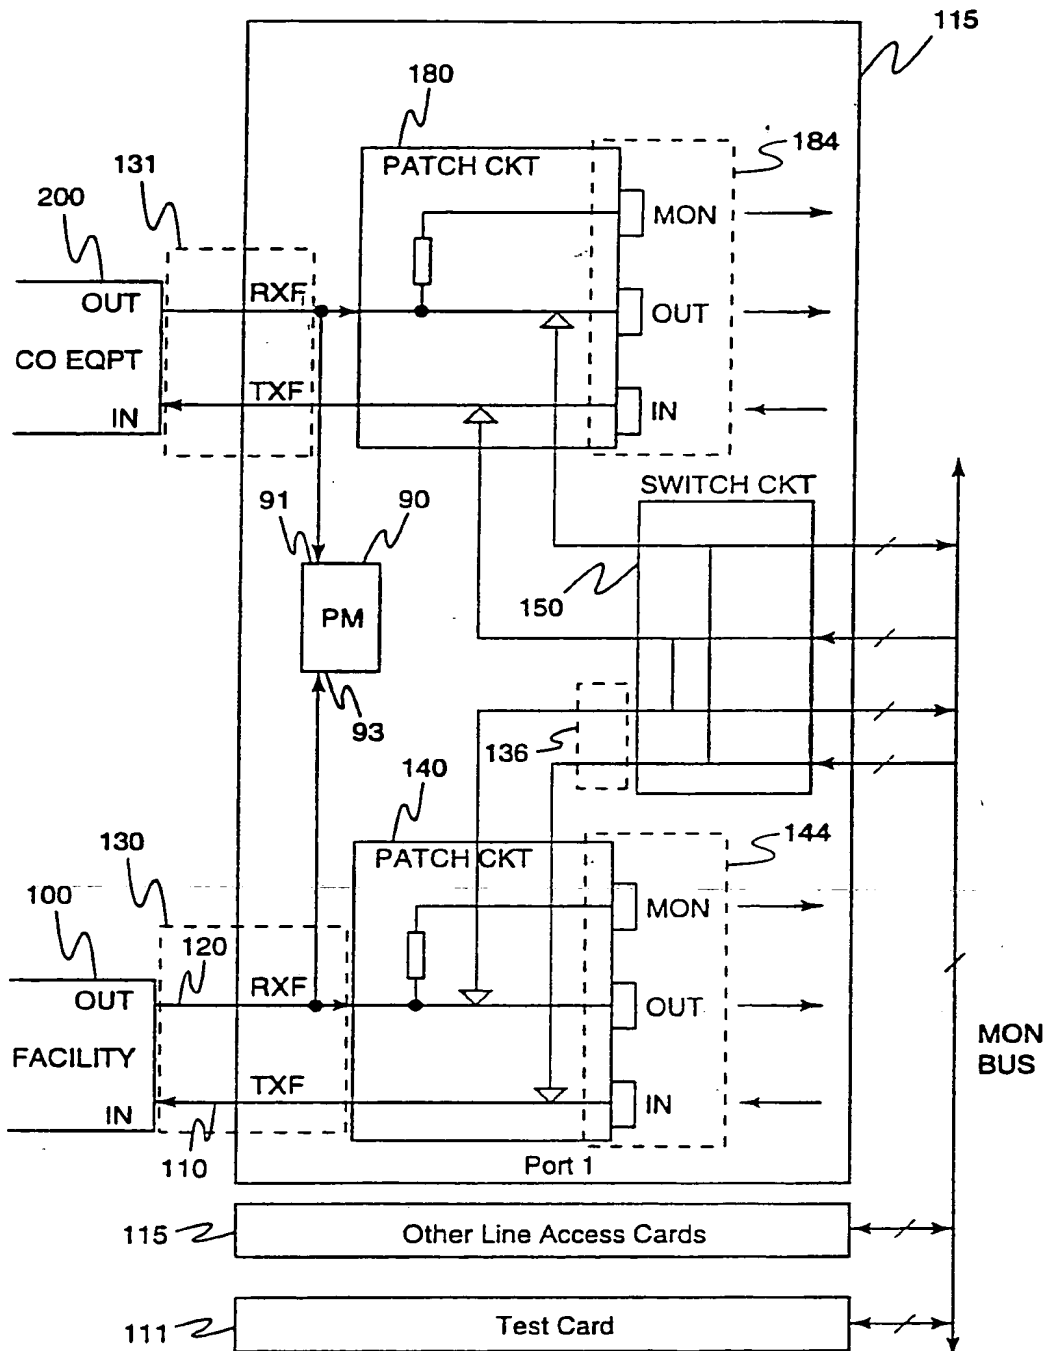 115
180
PATCH CKT
184
131
200
MON
OUT
RXF
OUT
CO EQPT
TXF
IN
IN
SWITCH CKT
91
90
150
PM
93
136
140
144
PATCH CKT
130
100
MON
120
OUT
RXF
OUT
FACILITY
MON
BUS
TXF
IN
IN
110
Port 1
115
Other Line Access Cards
111
Test Card